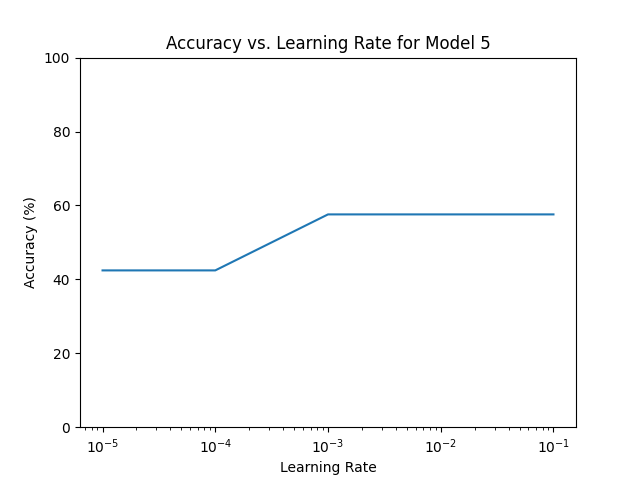 Accuracy vs. Learning Rate for Model 5
100
80
60
40
20
0
Accuracy (%)
10⁻⁵ 10⁻⁴ 10⁻³ 10⁻² 10⁻¹
Learning Rate